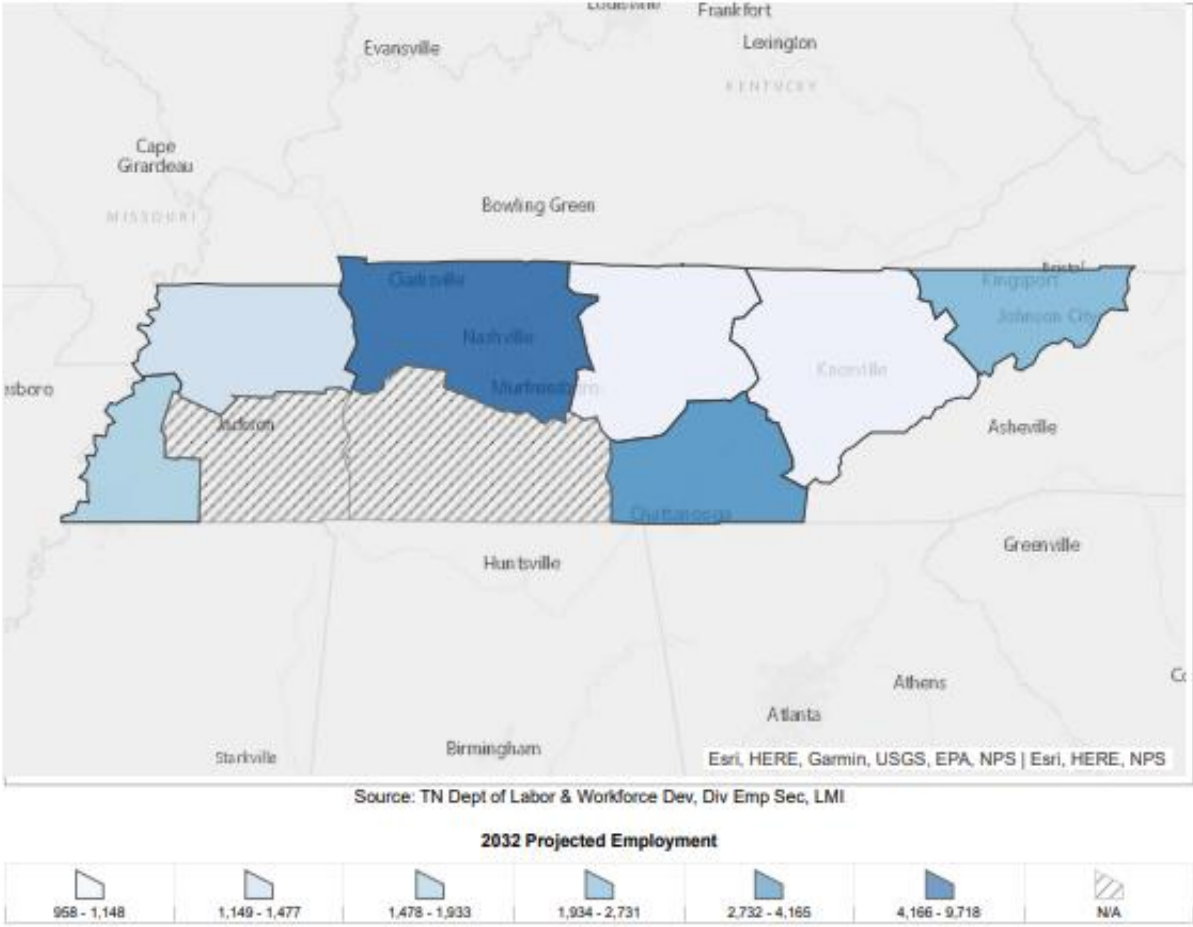 Louisville
Frankfort
Evansville
Lexington
KENTUCKY
Cape
Girardeau
Bowling Green
MISSOURI
Bristol
Clarksville
Kingsport
Johnson City
Nashville
Knoxville
esboro
Murfreesboro
Jackson
Asheville
Chattanooga
Greenville
Huntsville
Athens
Co
Atlanta
Birmingham
Starkville
Esri, HERE, Garmin, USGS, EPA, NPS | Esri, HERE, NPS
Source: TN Dept of Labor & Workforce Dev, Div Emp Sec, LMI
2032 Projected Employment
958 - 1,148 1,149 - 1,477 1,478 - 1,933 1,934 - 2,731 2,732 - 4,165 4,166 - 9,718 N/A